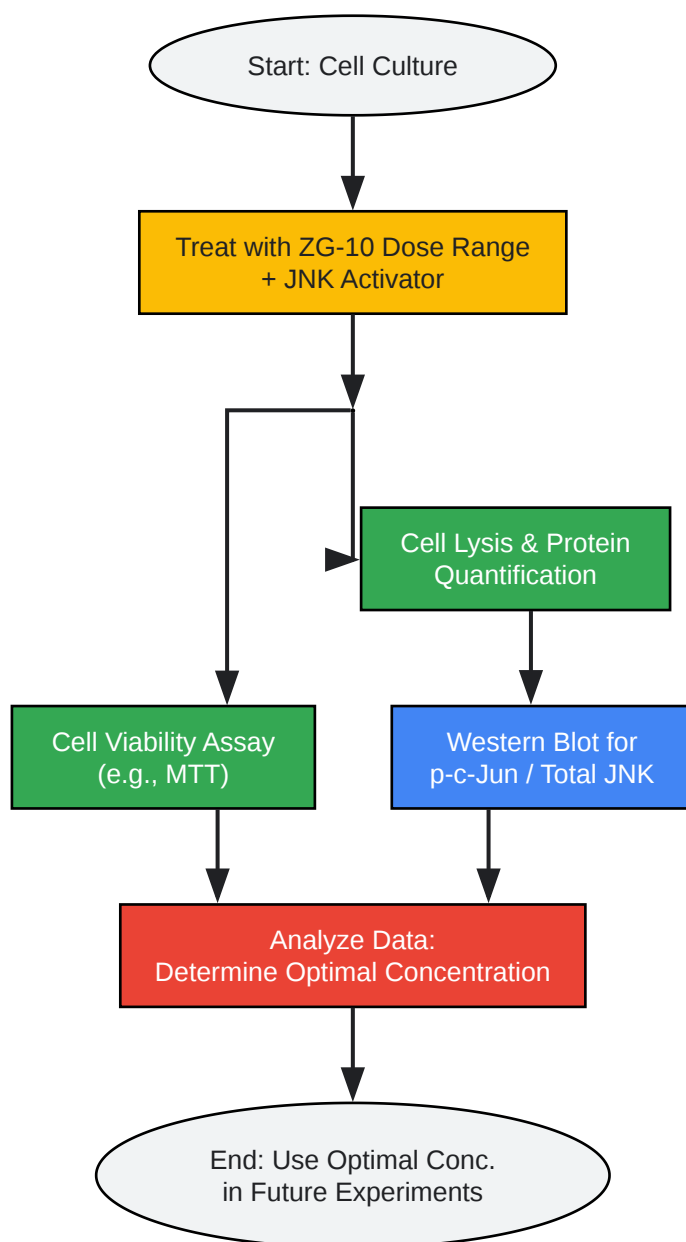 Start: Cell Culture
Treat with ZG-10 Dose Range
+ JNK Activator
Cell Lysis & Protein
Quantification
Cell Viability Assay
(e.g., MTT)
Western Blot for
p-c-Jun / Total JNK
Analyze Data:
Determine Optimal Concentration
End: Use Optimal Conc.
in Future Experiments